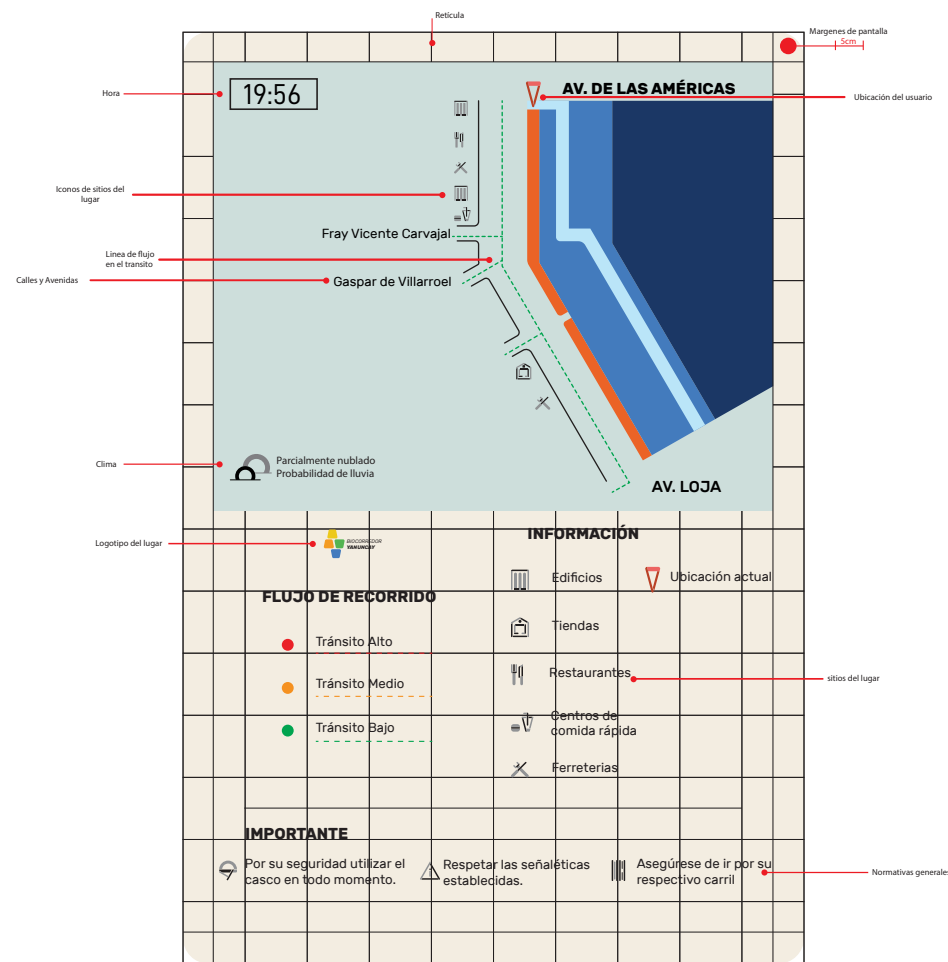 Retícula
Margenes de pantalla
5cm
Hora
19:56
AV. DE LAS AMÉRICAS
Ubicación del usuario
Iconos de sitios del
lugar
Fray Vicente Carvajal
Linea de flujo
en el transito
Calles y Avenidas
Gaspar de Villarroel
Clima
Parcialmente nublado
Probabilidad de lluvia
AV. LOJA
Logotipo del lugar
BIOCORREDOR
YANUNCAY
INFORMACIÓN
Edificios
Ubicación actual
FLUJO DE RECORRIDO
Tiendas
Tránsito Alto
Restaurantes
sitios del lugar
Tránsito Medio
Centros de
comida rápida
Tránsito Bajo
Ferreterias
IMPORTANTE
Por su seguridad utilizar el
casco en todo momento.
Respetar las señaléticas
establecidas.
Asegúrese de ir por su
respectivo carril
Normativas generales